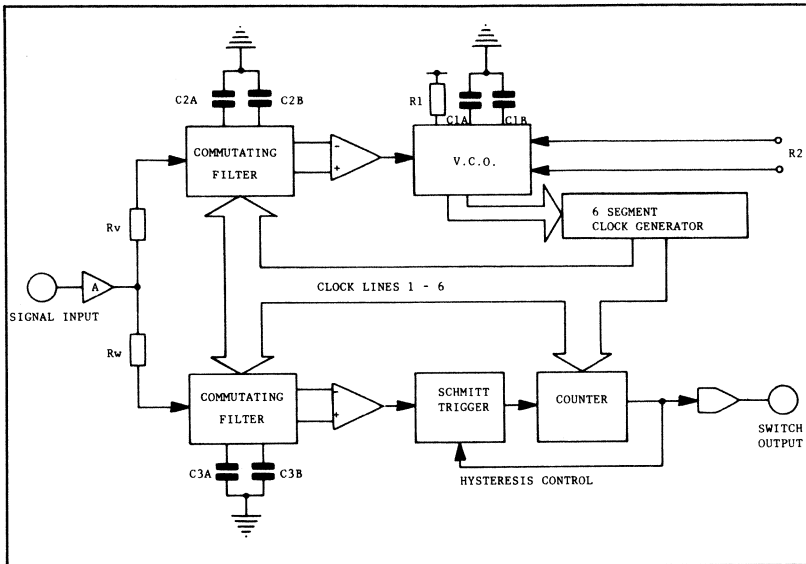 C2A
C2B
R1
C1A
C1B
COMMUTATING
FILTER
-
+
V.C.O.
R2
6 SEGMENT
CLOCK GENERATOR
Rv
A
SIGNAL INPUT
CLOCK LINES 1 - 6
Rw
COMMUTATING
FILTER
-
+
SCHMITT
TRIGGER
COUNTER
SWITCH
OUTPUT
C3A
C3B
HYSTERESIS CONTROL